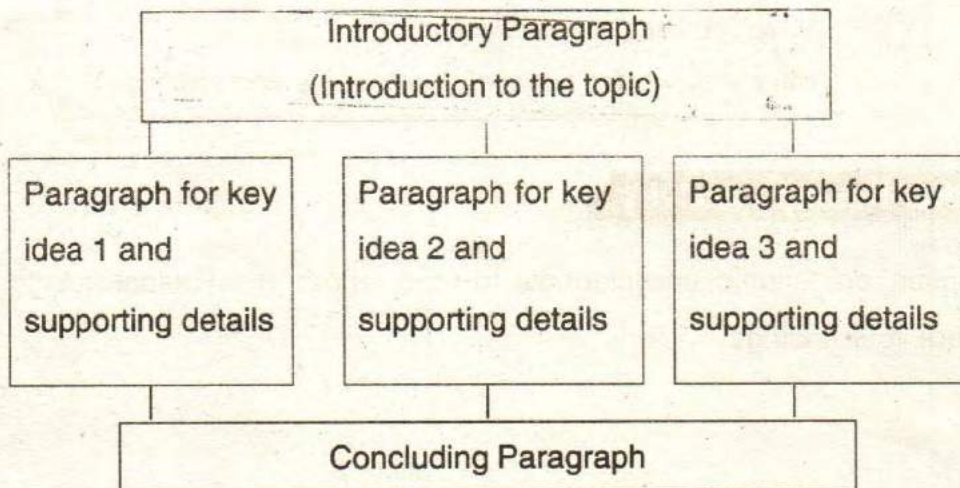 Introductory Paragraph
(Introduction to the topic)
Paragraph for key
idea 1 and
supporting details
Paragraph for key
idea 2 and
supporting details
Paragraph for key
idea 3 and
supporting details
Concluding Paragraph